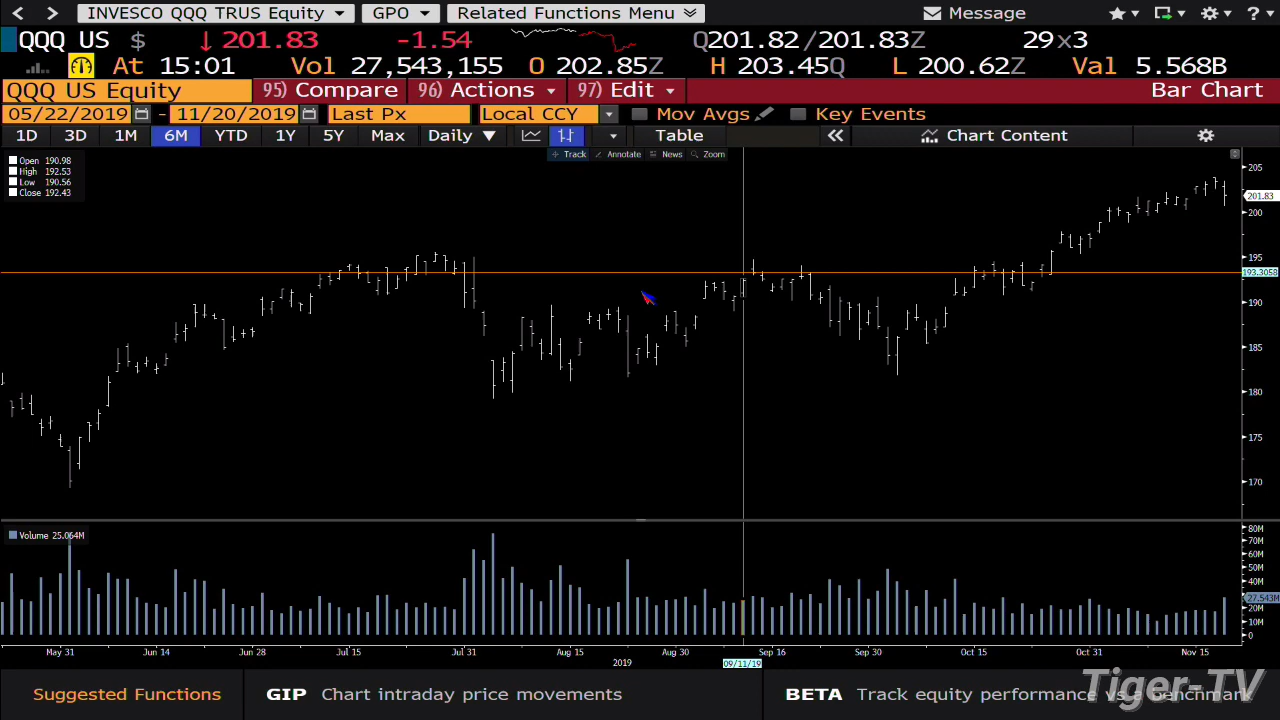 INVESCO QQQ TRUS Equity GPO Related Functions Menu Message ?
QQQ US $ ↓ 201.83 -1.54 Q201.82/201.83Z 29x3
At 15:01 Vol 27,543,155 O 202.85Z H 203.45Q L 200.62Z Val 5.568B
QQQ US Equity 95) Compare 96) Actions 97) Edit Bar Chart
05/22/2019 - 11/20/2019 Last Px Local CCY Mov Avgs Key Events
1D 3D 1M 6M YTD 1Y 5Y Max Daily ▼ Table « Chart Content
Track Annotate News Zoom
Open 190.98
High 192.53
Low 190.56
Close 192.43
205
201.83
200
195
193.3058
190
185
180
175
170
Volume 25.064M
80M
70M
60M
50M
40M
27.543M
20M
10M
0
May 31 Jun 14 Jun 28 Jul 15 Jul 31 Aug 15 Aug 30 Sep 16 Sep 30 Oct 15 Oct 31 Nov 15
2019 09/11/19
Suggested Functions GIP Chart intraday price movements BETA Track equity performance vs a benchmark
Tiger-TV